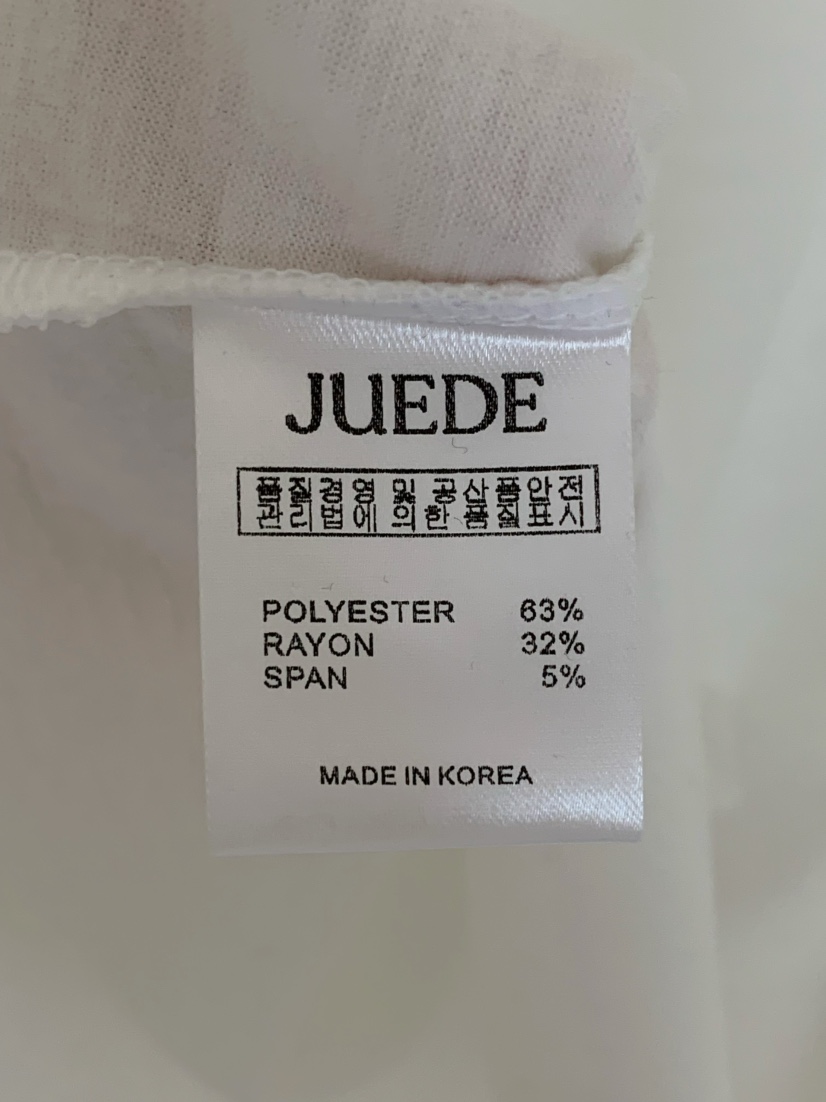 JUEDE
품질경영 및 공산품안전
관리법에 의한 품질표시
POLYESTER 63%
RAYON 32%
SPAN 5%
MADE IN KOREA